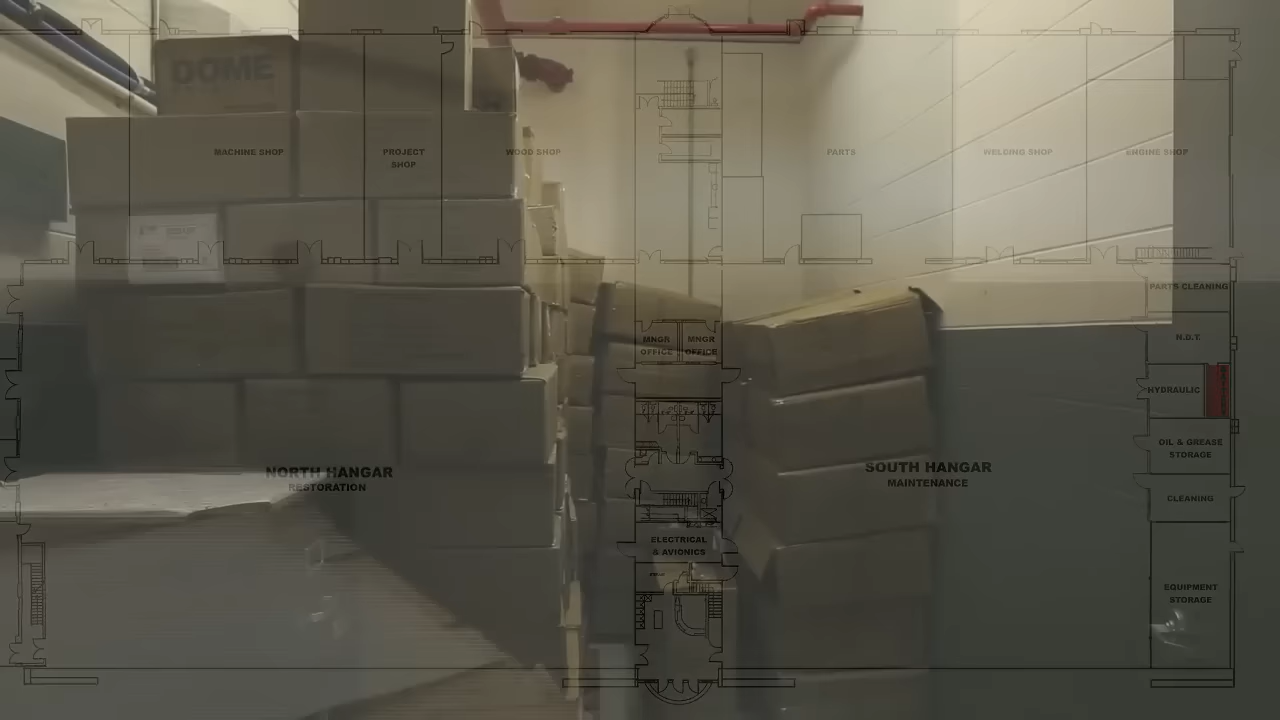 DOME
MACHINE SHOP
PROJECT
SHOP
WOOD SHOP
PARTS
WELGING SHOP
ENGINE SHOP
PARTS CLEANING
N.D.T.
MNGR
OFFICE
MNGR
OFFICE
HYDRAULIC
OIL & GREASE
STORAGE
NORTH HANGAR
RESTORATION
SOUTH HANGAR
MAINTENANCE
CLEANING
ELECTRICAL
& AVIONICS
EQUIPMENT
STORAGE